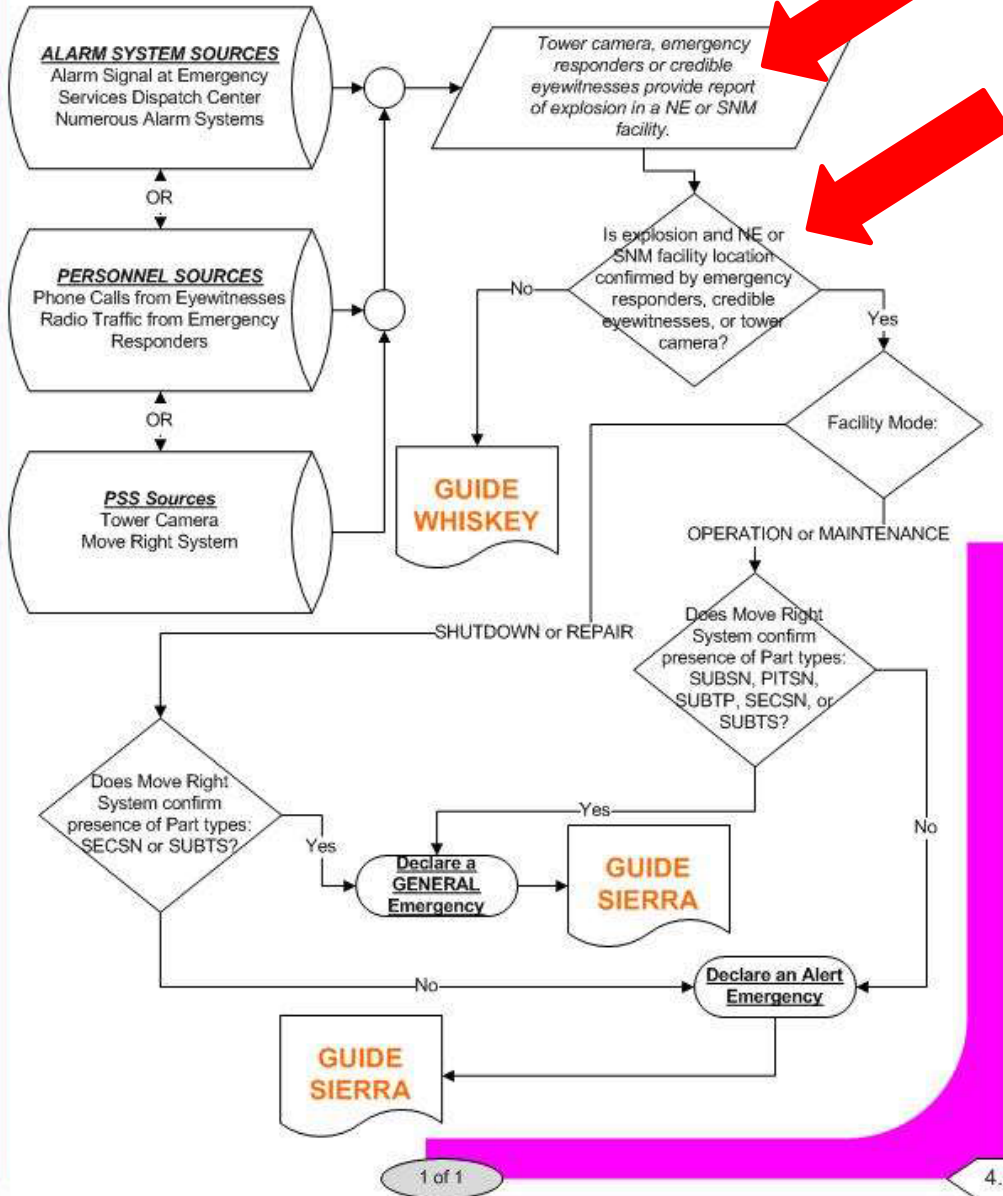 ALARM SYSTEM SOURCES
Alarm Signal at Emergency
Services Dispatch Center
Numerous Alarm Systems
OR
PERSONNEL SOURCES
Phone Calls from Eyewitnesses
Radio Traffic from Emergency
Responders
OR
PSS Sources
Tower Camera
Move Right System
Tower camera, emergency
responders or credible
eyewitnesses provide report
of explosion in a NE or SNM
facility.
Is explosion and NE or
SNM facility location
confirmed by emergency
responders, credible
eyewitnesses, or tower
camera?
No
Yes
GUIDE
WHISKEY
Facility Mode:
OPERATION or MAINTENANCE
SHUTDOWN or REPAIR
Does Move Right
System confirm
presence of Part types:
SUBSN, PITSN,
SUBTP, SECSN, or
SUBTS?
Does Move Right
System confirm
presence of Part types:
SECSN or SUBTS?
Yes
Yes
No
Declare a
GENERAL
Emergency
GUIDE
SIERRA
No
Declare an Alert
Emergency
GUIDE
SIERRA
1 of 1
4.